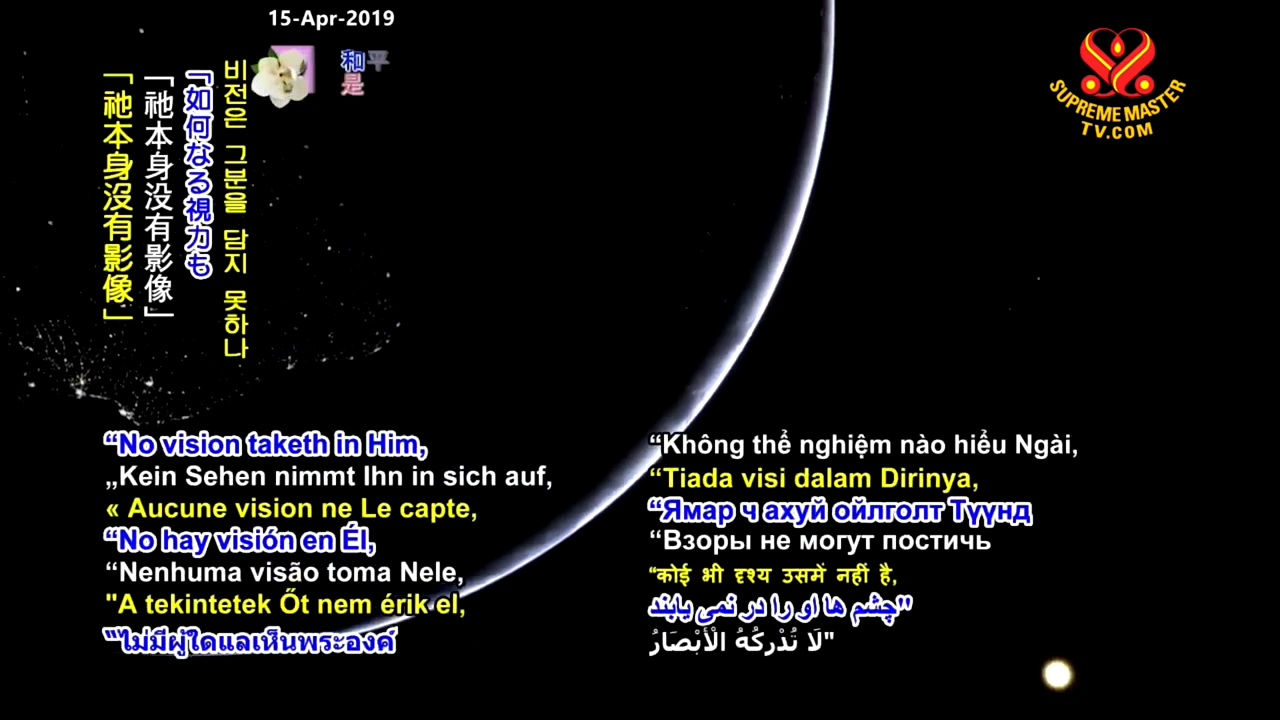 15-Apr-2019
和平
是
SUPREME MASTER
TV.COM
비전은 그분을 담지 못하나
「如何なる視力も
「祂本身没有影像」
「祂本身沒有影像」
“No vision taketh in Him,
„Kein Sehen nimmt Ihn in sich auf,
« Aucune vision ne Le capte,
“No hay visión en Él,
“Nenhuma visão toma Nele,
"A tekintetek Őt nem érik el,
“ไม่มีผู้ใดแลเห็นพระองค์
“Không thể nghiệm nào hiểu Ngài,
“Tiada visi dalam Dirinya,
“Ямар ч ахуй ойлголт Түүнд
“Взоры не могут постичь
“कोई भी दृश्य उसमें नहीं है,
"چشم ها او را در نمی یابند
"لَا تُدْرِكُهُ الْأَبْصَارُ